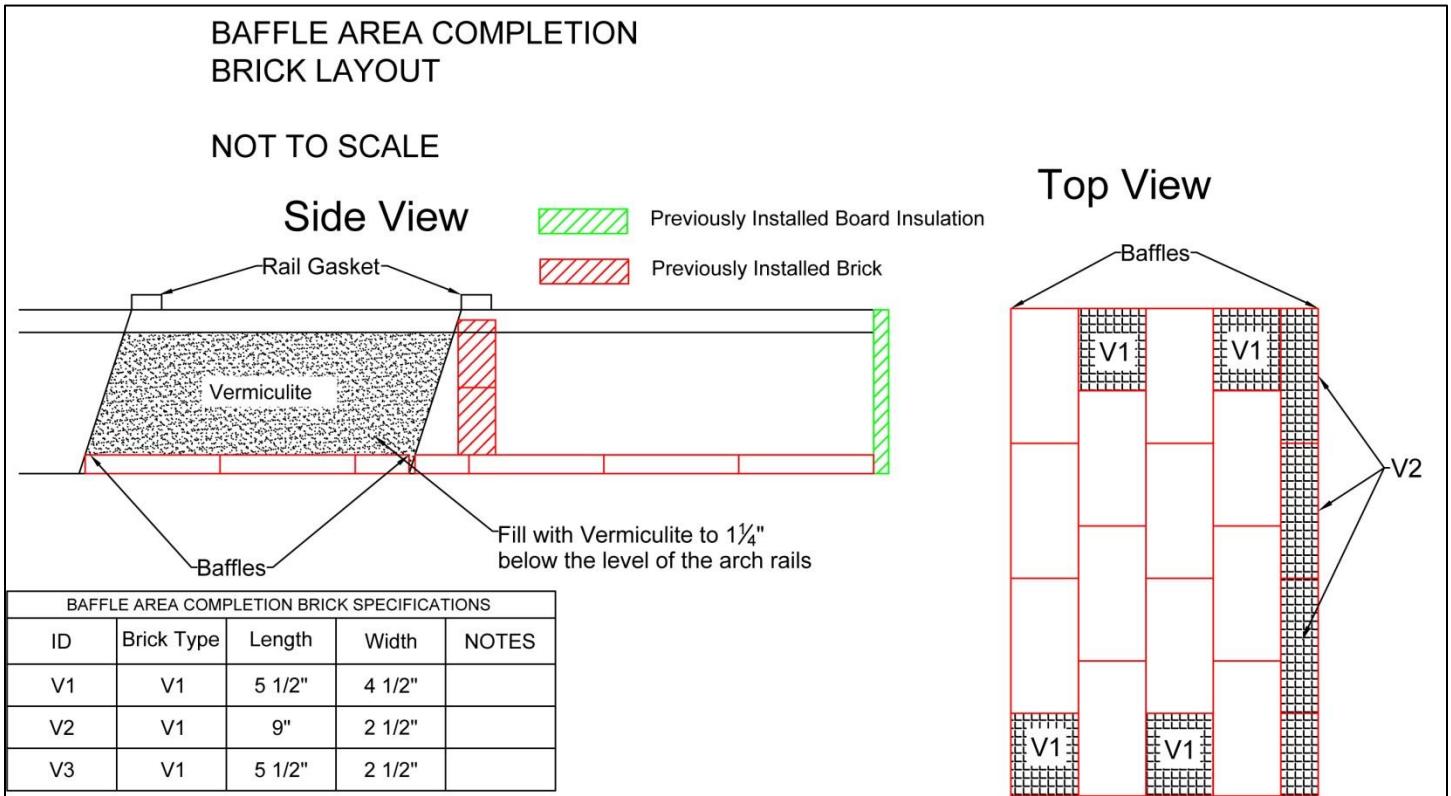 BAFFLE AREA COMPLETION
BRICK LAYOUT
NOT TO SCALE
Side View
Previously Installed Board Insulation
Previously Installed Brick
Rail Gasket
Vermiculite
Fill with Vermiculite to 1¼"
below the level of the arch rails
Baffles
Top View
Baffles
V1 V1
V2
V1 V1
BAFFLE AREA COMPLETION BRICK SPECIFICATIONS
ID Brick Type Length Width NOTES
V1 V1 5 1/2" 4 1/2"
V2 V1 9" 2 1/2"
V3 V1 5 1/2" 2 1/2"